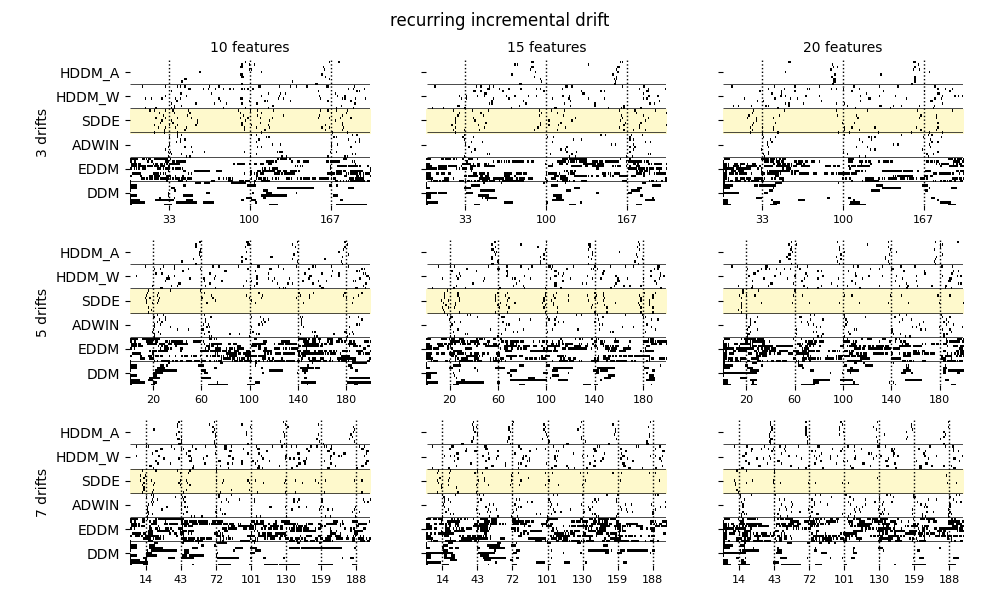 recurring incremental drift
10 features
15 features
20 features
3 drifts
HDDM_A
HDDM_W
SDDE
ADWIN
EDDM
DDM
33 100 167
33 100 167
33 100 167
5 drifts
HDDM_A
HDDM_W
SDDE
ADWIN
EDDM
DDM
20 60 100 140 180
20 60 100 140 180
20 60 100 140 180
7 drifts
HDDM_A
HDDM_W
SDDE
ADWIN
EDDM
DDM
14 43 72 101 130 159 188
14 43 72 101 130 159 188
14 43 72 101 130 159 188